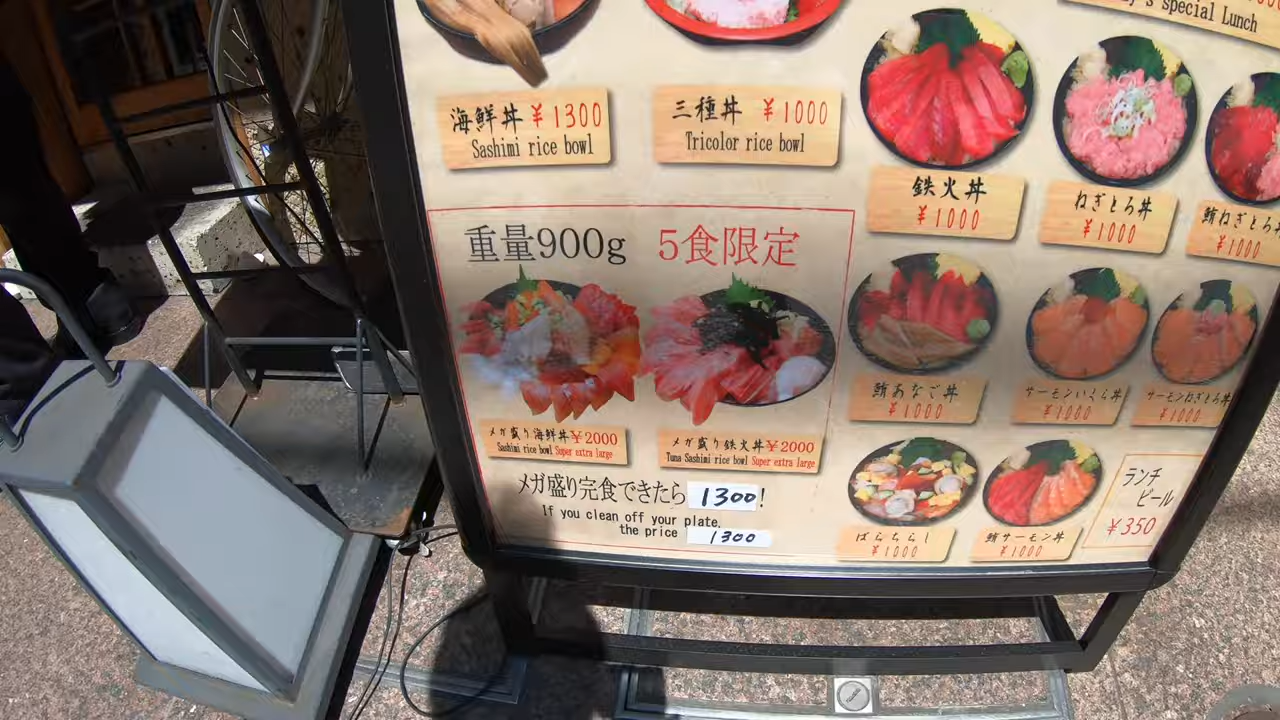 y's special Lunch
海鮮丼 ¥1300
Sashimi rice bowl
三種丼 ¥1000
Tricolor rice bowl
鉄火丼
¥1000
ねぎとろ丼
¥1000
鮪ねぎとろ丼
¥1000
重量900g 5食限定
メガ盛り海鮮丼¥2000
Sashimi rice bowl Super extra large
メガ盛り鉄火丼¥2000
Tuna Sashimi rice bowl Super extra large
鮪あなご丼
¥1000
サーモンいくら丼
¥1000
サーモンねぎとろ丼
¥1000
メガ盛り完食できたら 1300!
If you clean off your plate,
the price 1300
ばらちらし
¥1000
鮪サーモン丼
¥1000
ランチ
ビール
¥350